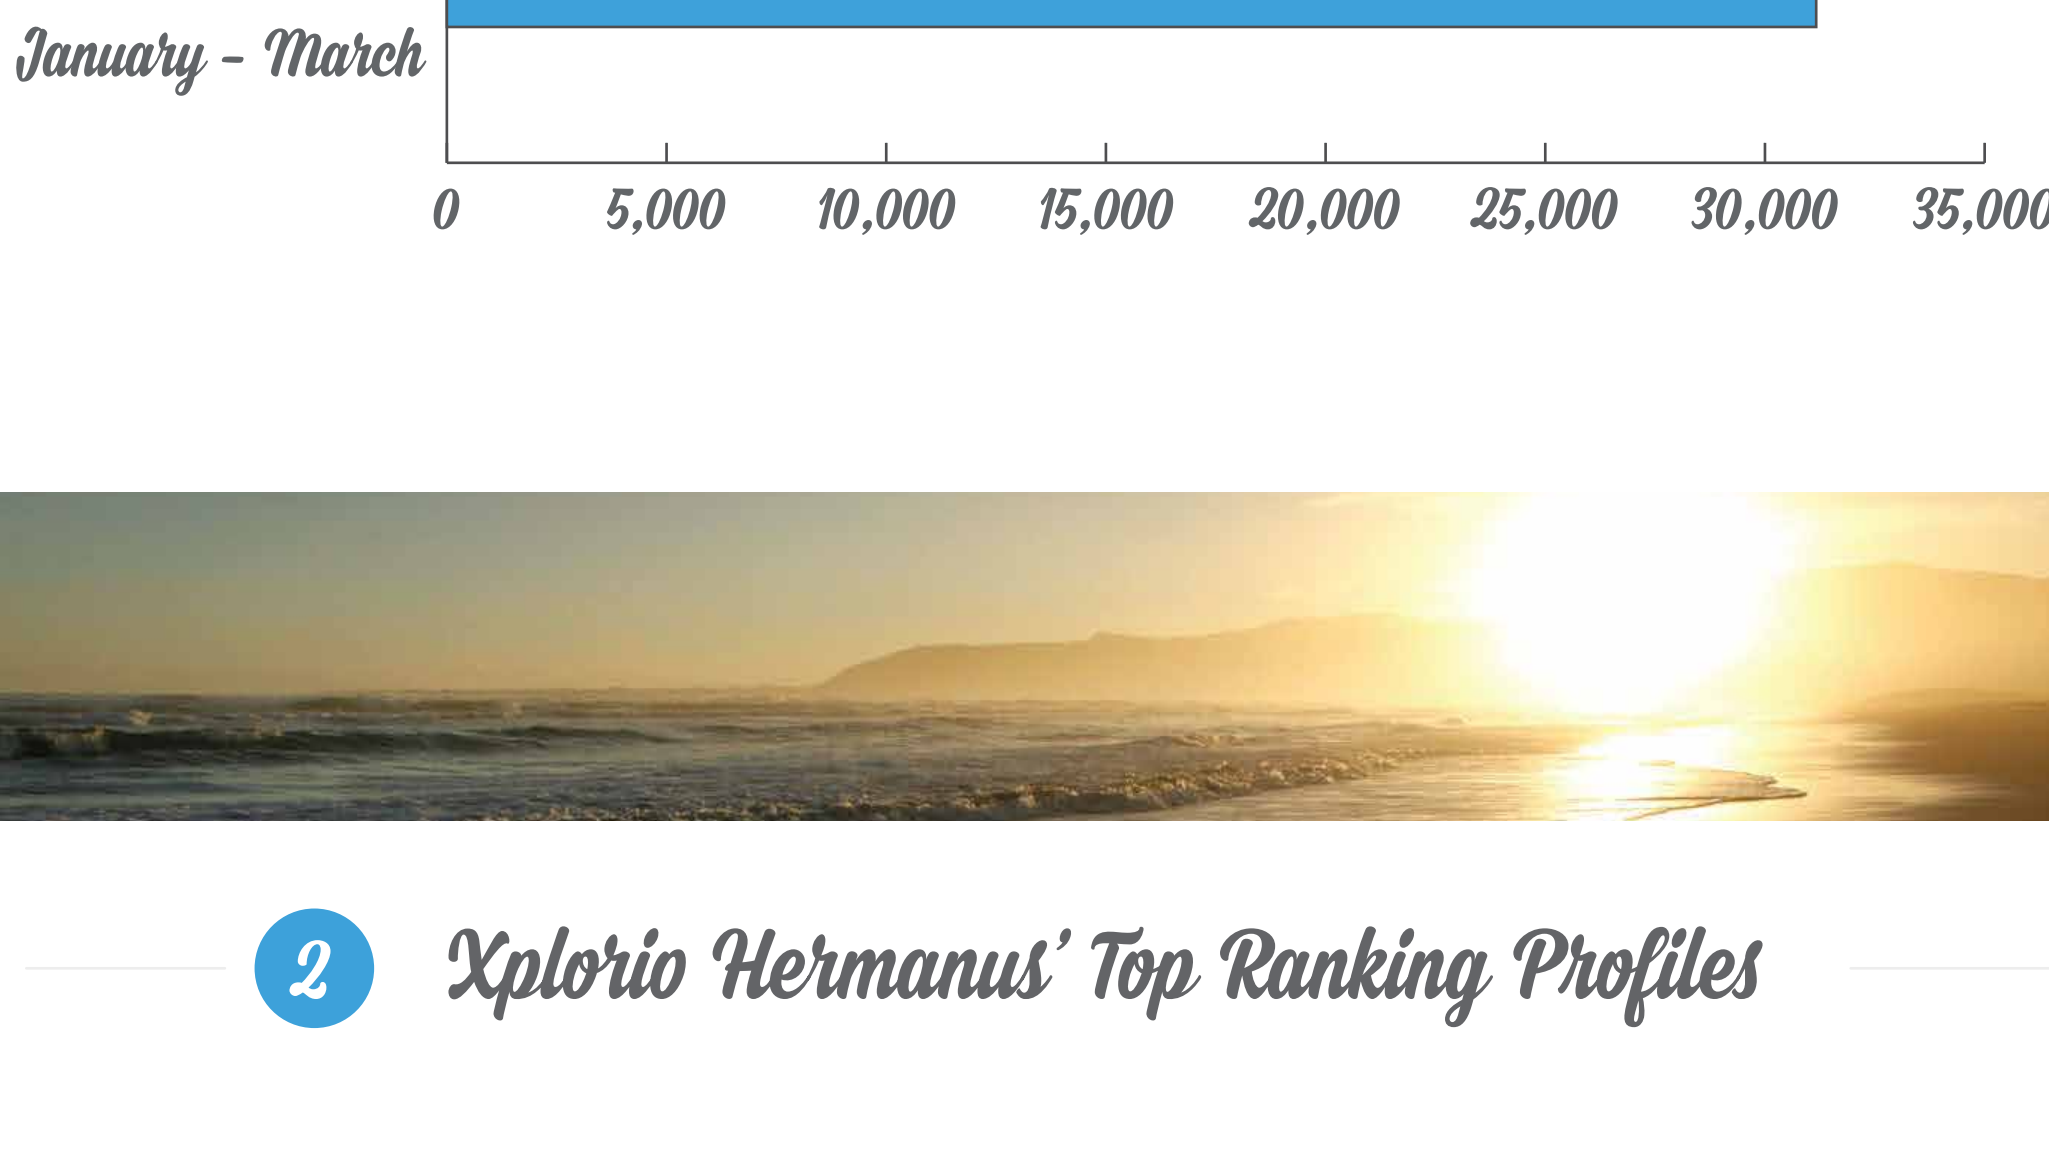 January - March
0 5,000 10,000 15,000 20,000 25,000 30,000 35,000
2 Xplorio Hermanus' Top Ranking Profiles